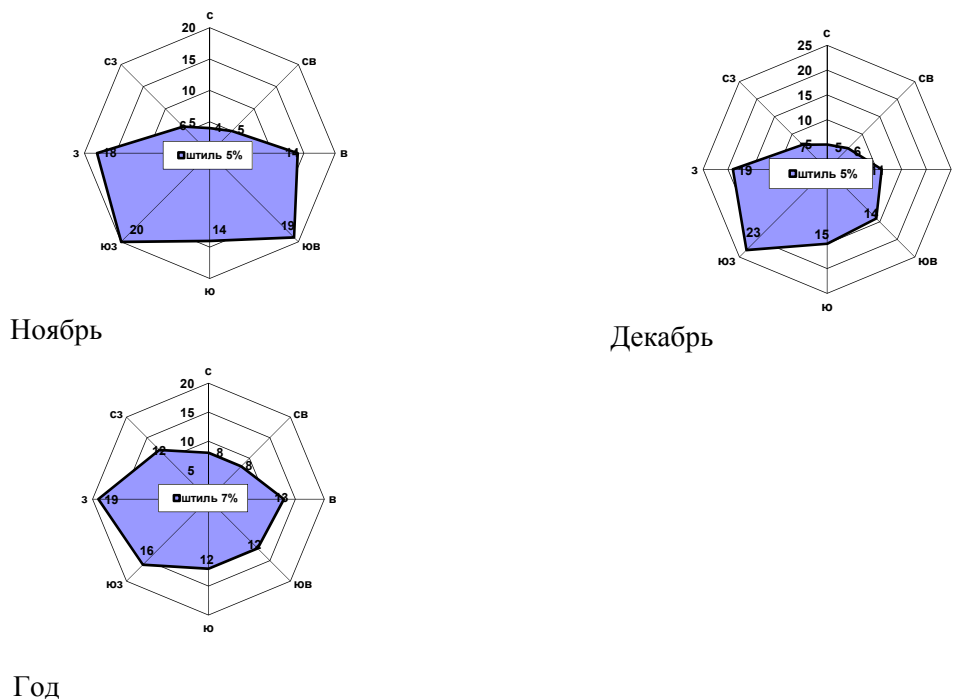 с
20
сз
св
15
10
5
6
4
5
з
18
штиль 5%
14
в
20
14
19
юз
юв
ю
Ноябрь
с
25
сз
св
20
15
10
5
7
5
6
з
19
штиль 5%
11
23
15
14
юз
юв
ю
Декабрь
с
20
сз
св
15
10
12
8
8
5
з
19
штиль 7%
13
в
16
12
12
юз
юв
ю
Год